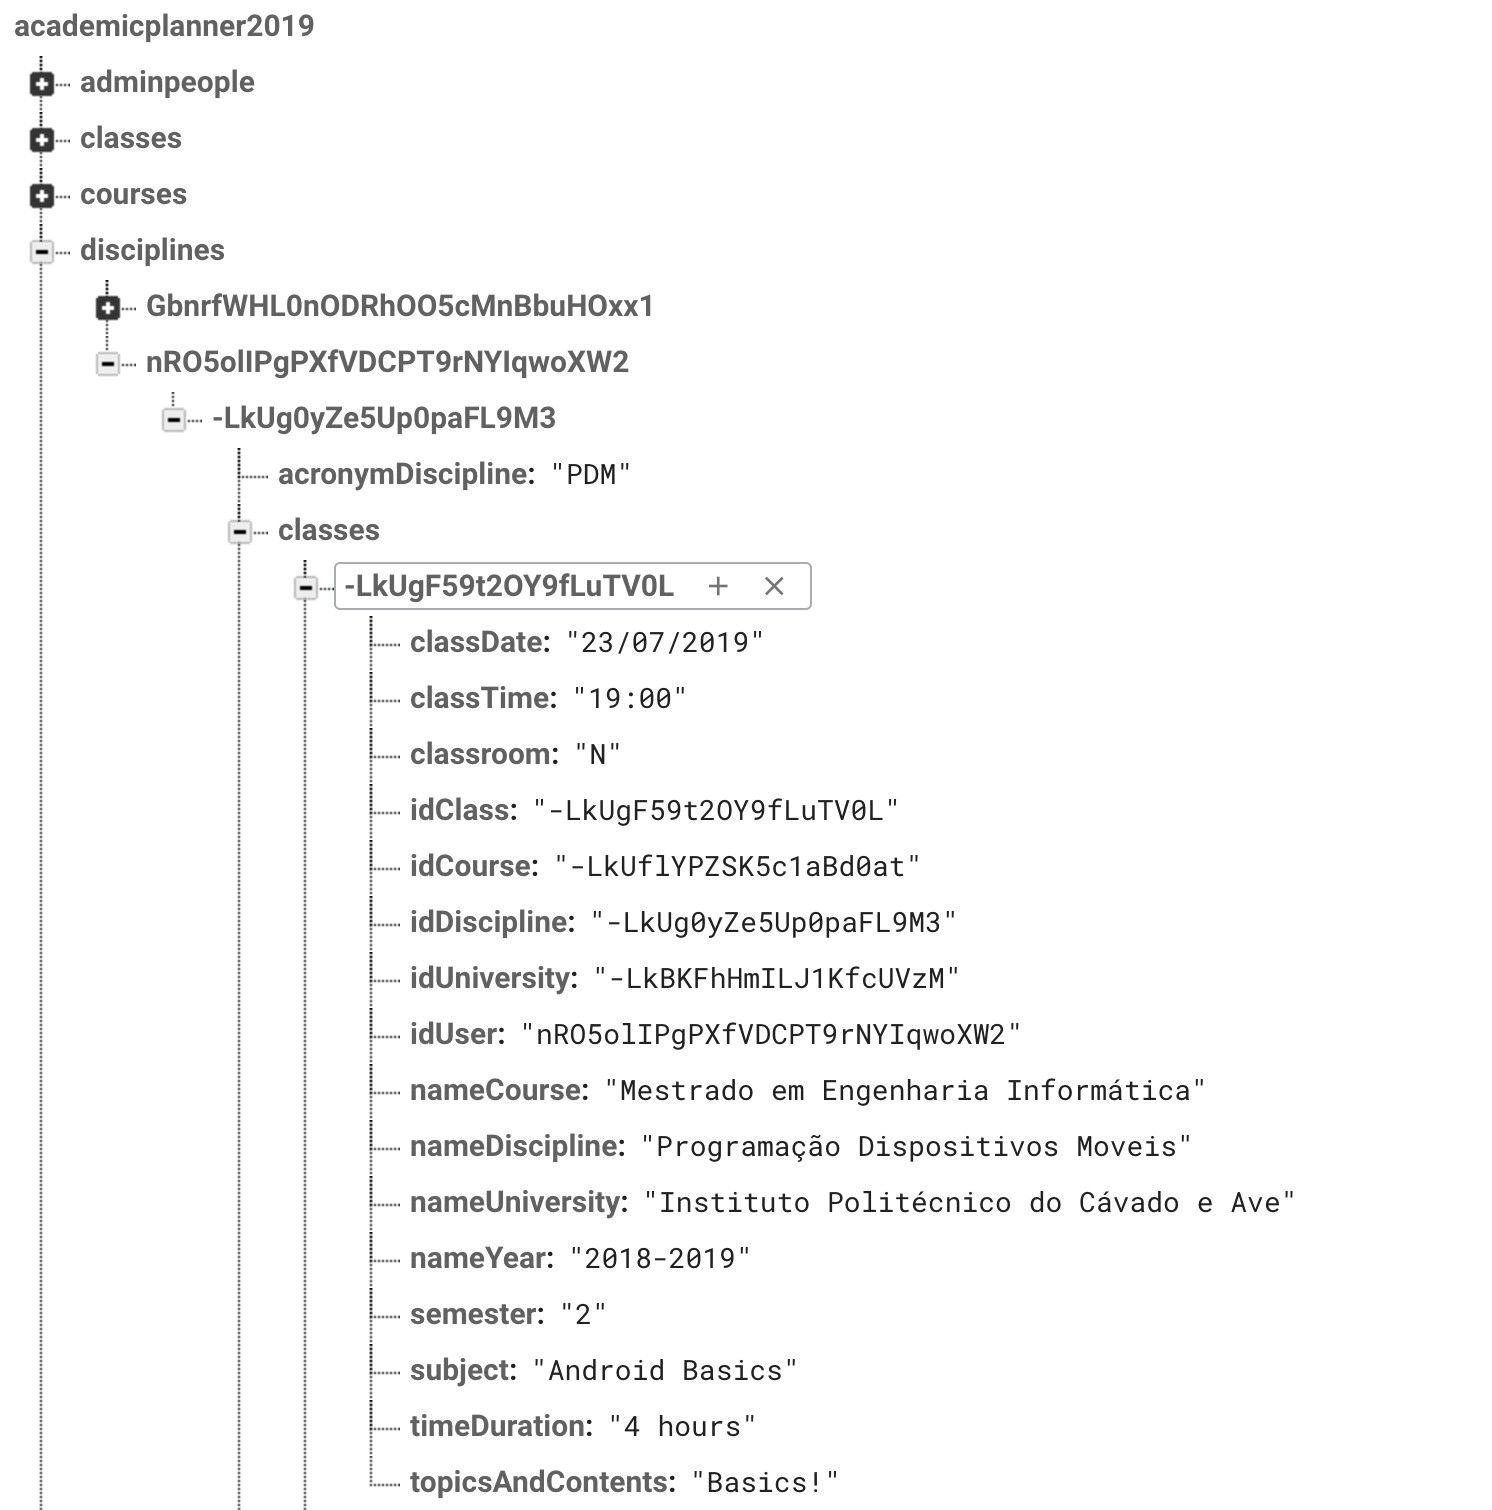 academicplanner2019
adminpeople
classes
courses
disciplines
GbnrfWHL0nODRhOO5cMnBbuHOxx1
nRO5olIPgPXfVDCPT9rNYIqwoXW2
-LkUg0yZe5Up0paFL9M3
acronymDiscipline: "PDM"
classes
-LkUgF59t2OY9fLuTV0L
classDate: "23/07/2019"
classTime: "19:00"
classroom: "N"
idClass: "-LkUgF59t2OY9fLuTV0L"
idCourse: "-LkUflYPZSK5c1aBd0at"
idDiscipline: "-LkUg0yZe5Up0paFL9M3"
idUniversity: "-LkBKFhHmILJ1KfcUVzM"
idUser: "nRO5olIPgPXfVDCPT9rNYIqwoXW2"
nameCourse: "Mestrado em Engenharia Informática"
nameDiscipline: "Programação Dispositivos Moveis"
nameUniversity: "Instituto Politécnico do Cávado e Ave"
nameYear: "2018-2019"
semester: "2"
subject: "Android Basics"
timeDuration: "4 hours"
topicsAndContents: "Basics!"